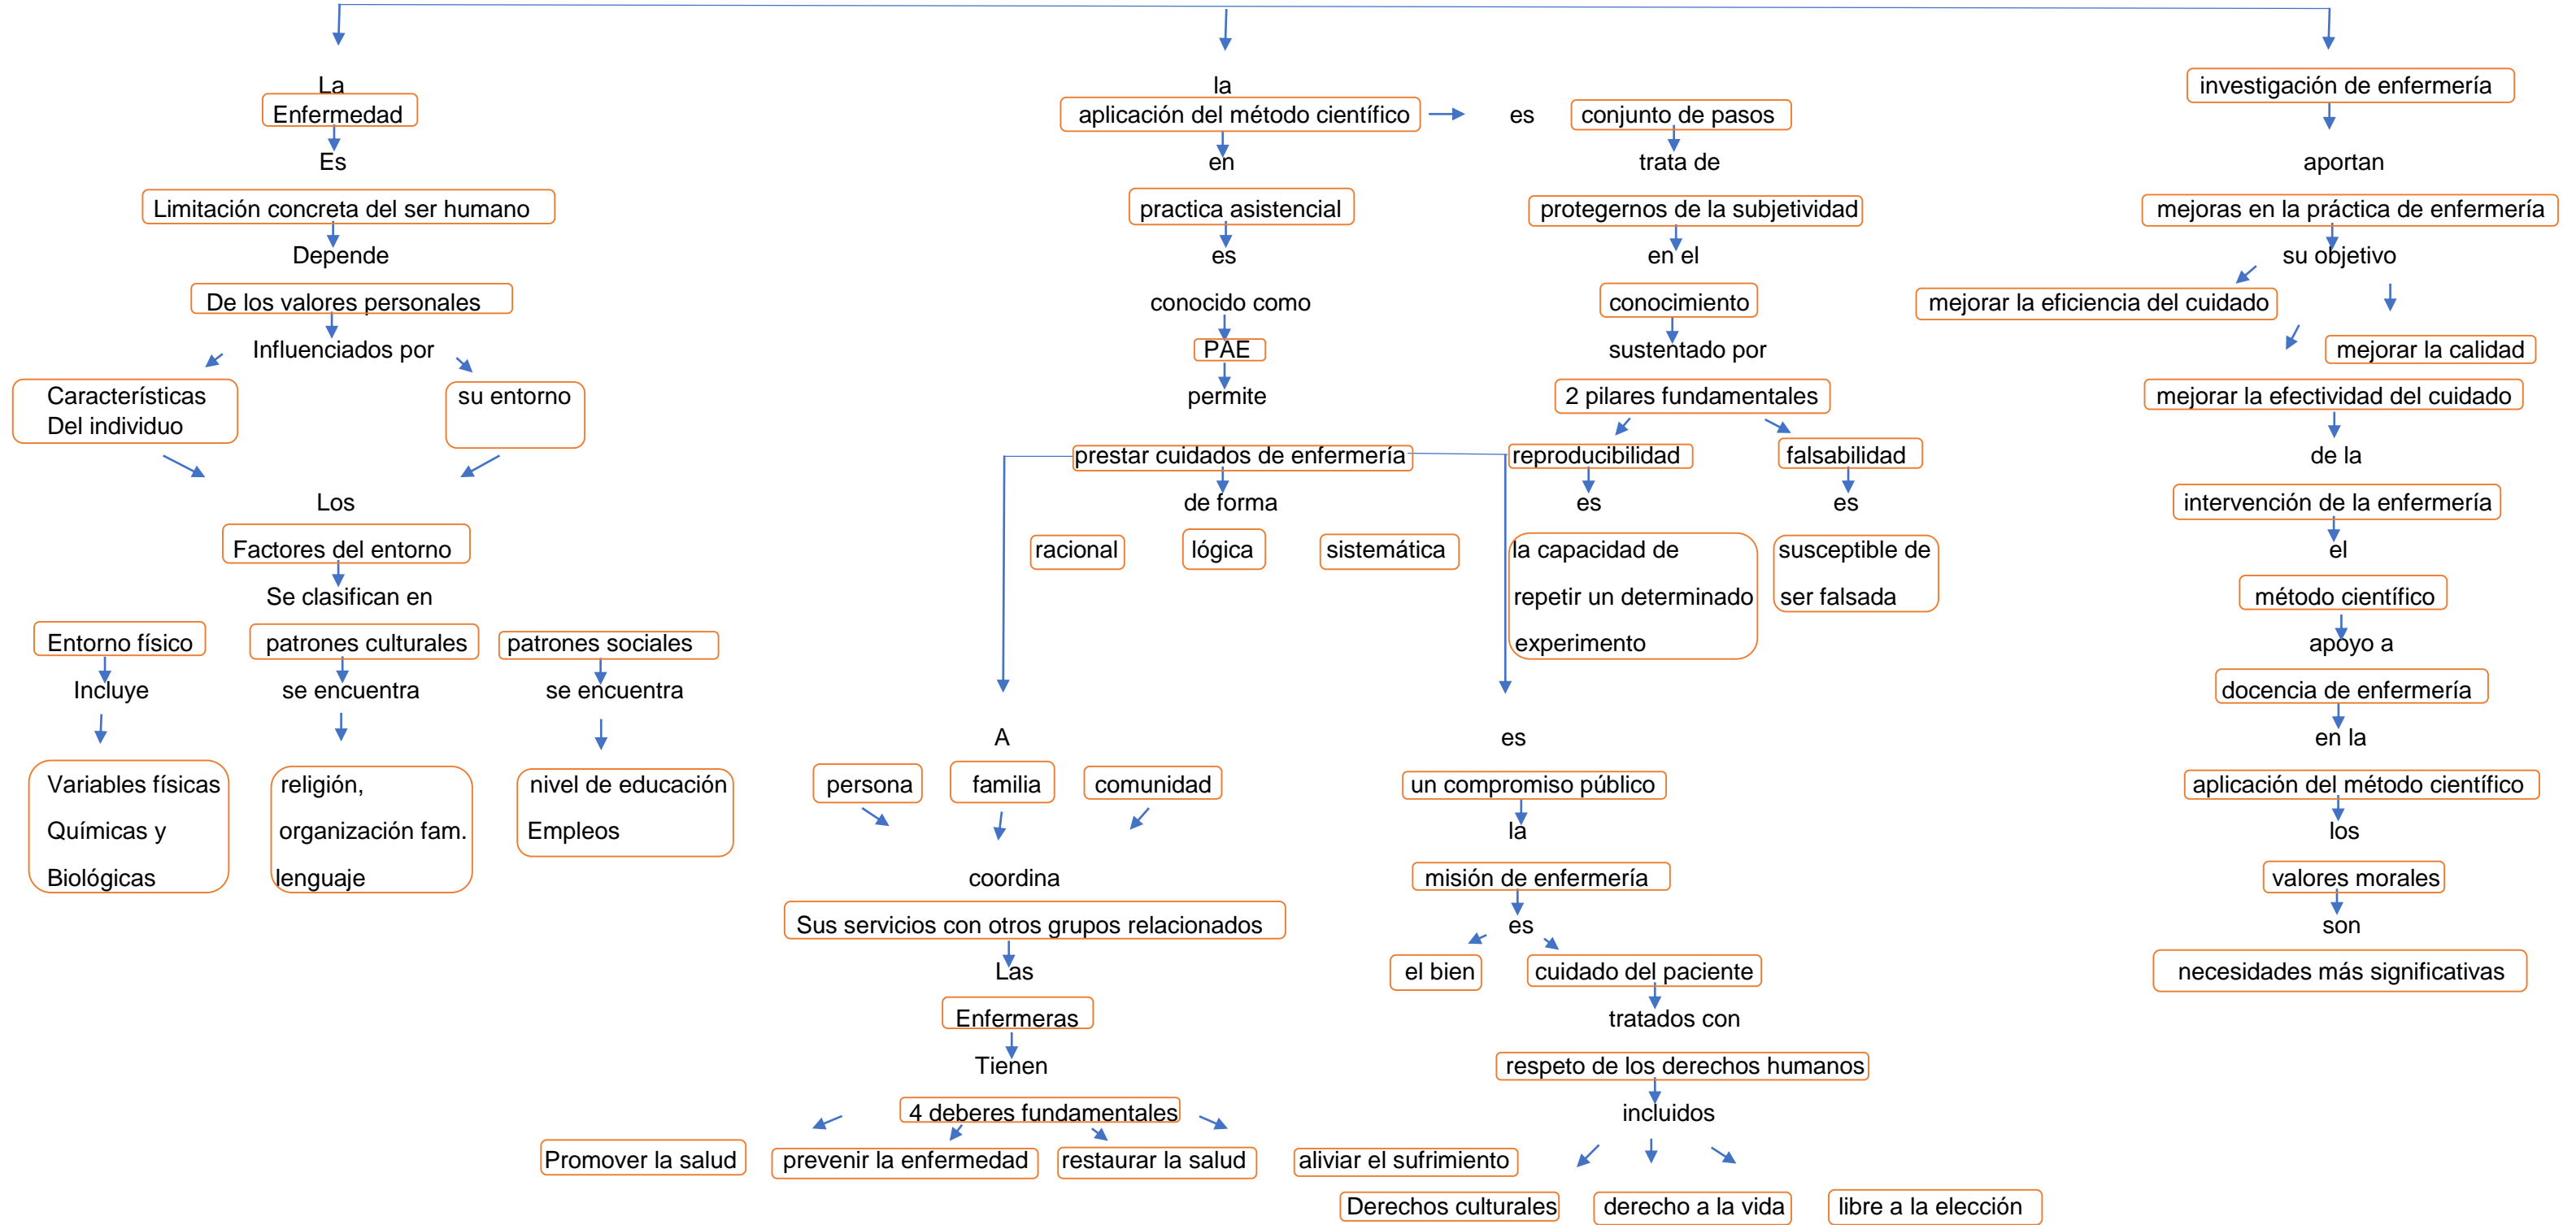 La
Enfermedad
Es
Limitación concreta del ser humano
Depende
De los valores personales
Influenciados por
Características
Del individuo
su entorno
Los
Factores del entorno
Se clasifican en
Entorno físico
Incluye
Variables físicas
Químicas y
Biológicas
patrones culturales
se encuentra
religión,
organización fam.
lenguaje
patrones sociales
se encuentra
nivel de educación
Empleos
la
aplicación del método científico
en
practica asistencial
es
conocido como
PAE
permite
prestar cuidados de enfermería
de forma
racional
lógica
sistemática
A
persona
familia
comunidad
coordina
Sus servicios con otros grupos relacionados
Las
Enfermeras
Tienen
4 deberes fundamentales
Promover la salud
prevenir la enfermedad
restaurar la salud
aliviar el sufrimiento
es
conjunto de pasos
trata de
protegernos de la subjetividad
en el
conocimiento
sustentado por
2 pilares fundamentales
reproducibilidad
es
la capacidad de
repetir un determinado
experimento
falsabilidad
es
susceptible de
ser falsada
es
un compromiso público
la
misión de enfermería
es
el bien
cuidado del paciente
tratados con
respeto de los derechos humanos
incluidos
Derechos culturales
derecho a la vida
libre a la elección
investigación de enfermería
aportan
mejoras en la práctica de enfermería
su objetivo
mejorar la eficiencia del cuidado
mejorar la calidad
mejorar la efectividad del cuidado
de la
intervención de la enfermería
el
método científico
apoyo a
docencia de enfermería
en la
aplicación del método científico
los
valores morales
son
necesidades más significativas